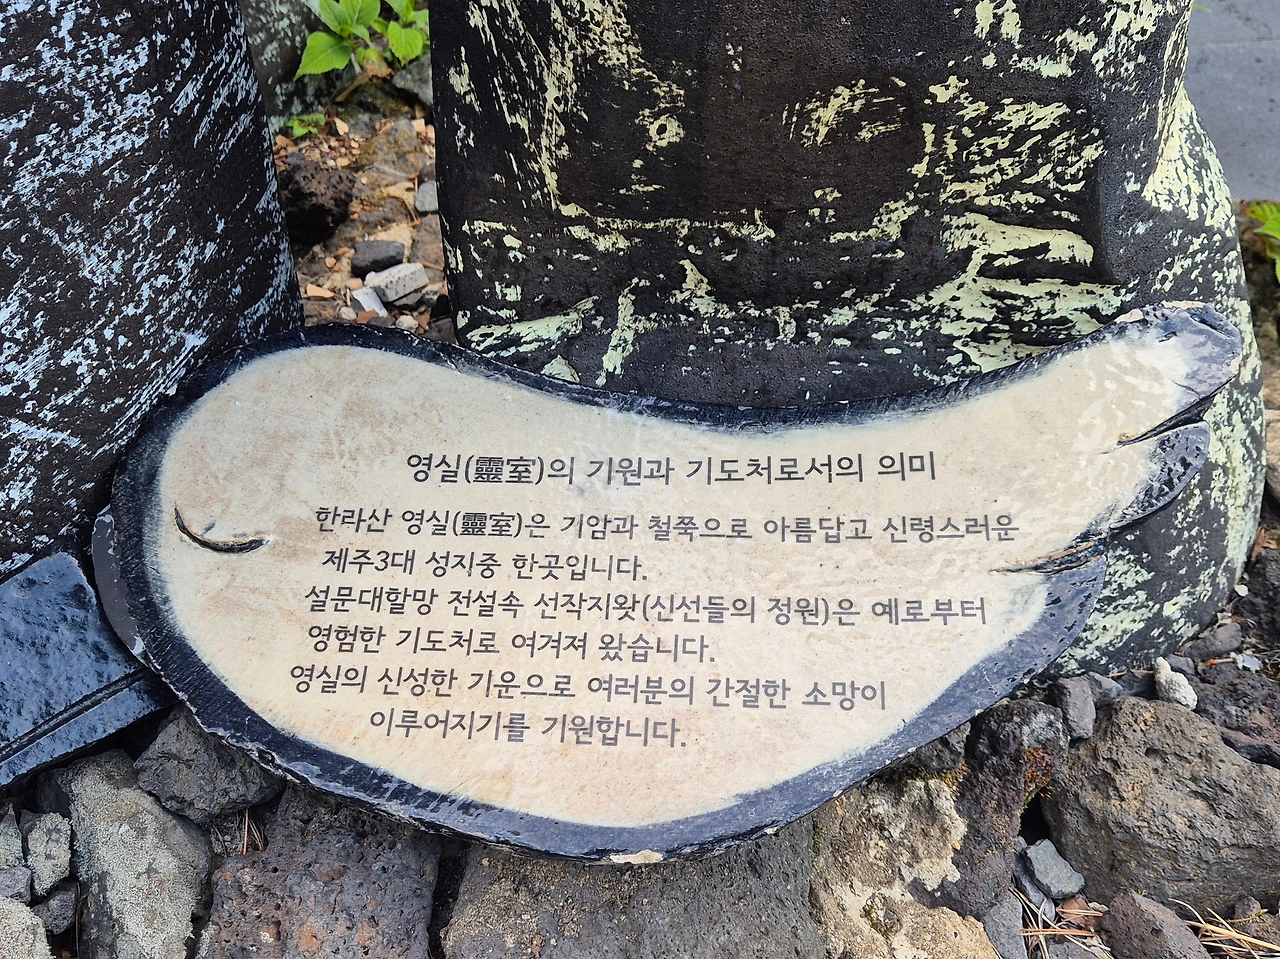 영실(靈室)의 기원과 기도처로서의 의미
한라산 영실(靈室)은 기암과 철쭉으로 아름답고 신령스러운
제주3대 성지중 한곳입니다.
설문대할망 전설속 선작지왓(신선들의 정원)은 예로부터
영험한 기도처로 여겨져 왔습니다.
영실의 신성한 기운으로 여러분의 간절한 소망이
이루어지기를 기원합니다.